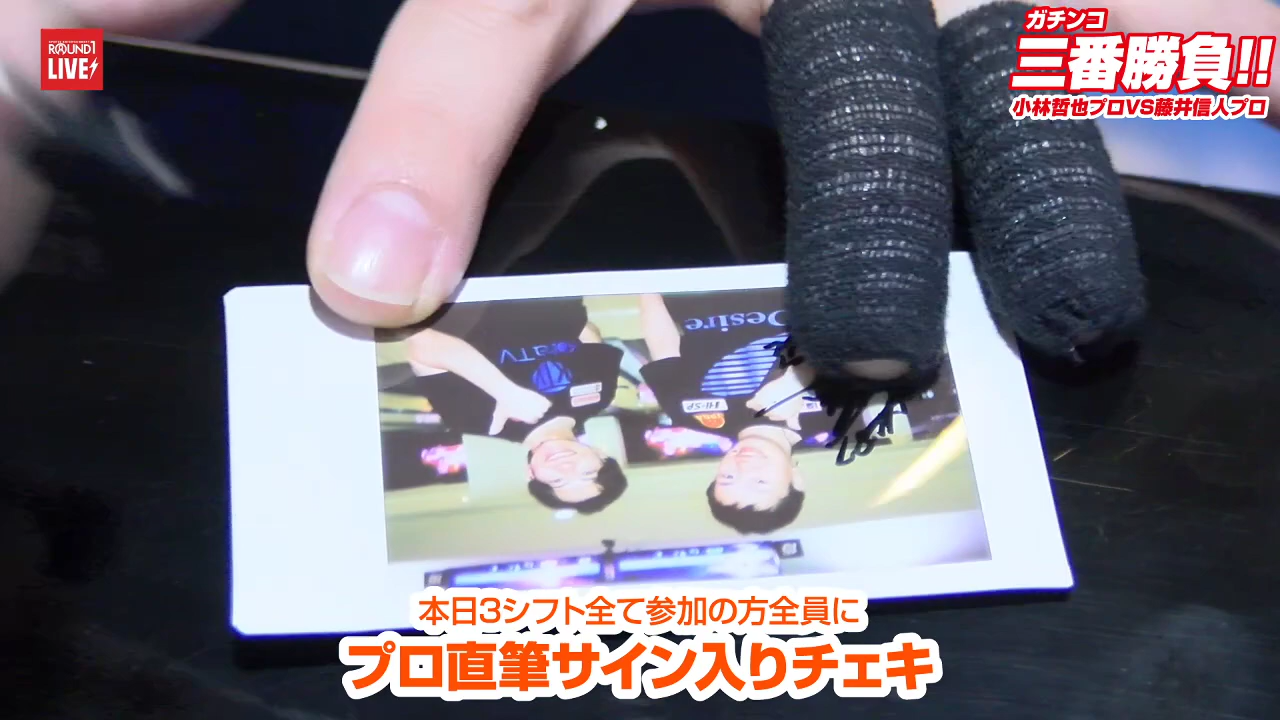 ROUND1
LIVE
ガチンコ
三番勝負!!
小林哲也プロVS藤井信人プロ
Desire
本日3シフト全て参加の方全員に
プロ直筆サイン入りチェキ